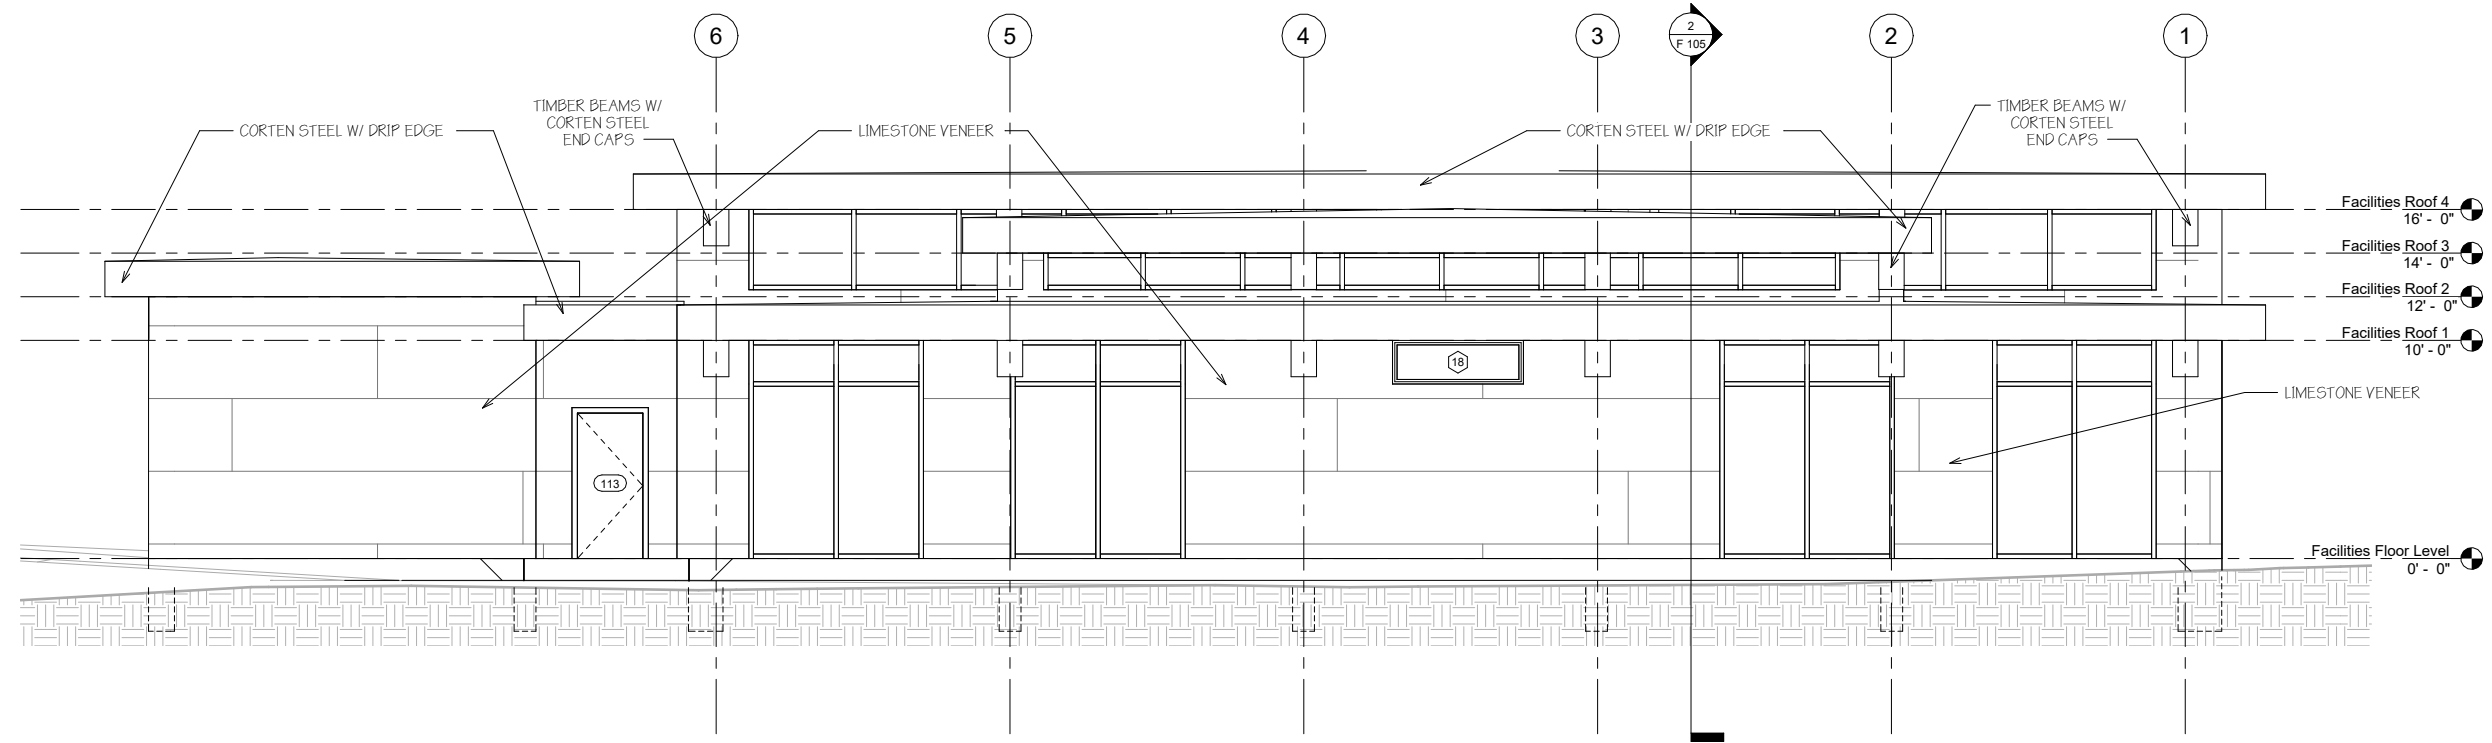 6
5
4
3
2
F 105
2
1
TIMBER BEAMS W/
CORTEN STEEL
END CAPS
TIMBER BEAMS W/
CORTEN STEEL
END CAPS
CORTEN STEEL W/ DRIP EDGE
LIMESTONE VENEER
CORTEN STEEL W/ DRIP EDGE
Facilities Roof 4
16' - 0"
Facilities Roof 3
14' - 0"
Facilities Roof 2
12' - 0"
Facilities Roof 1
10' - 0"
18
LIMESTONE VENEER
113
Facilities Floor Level
0' - 0"